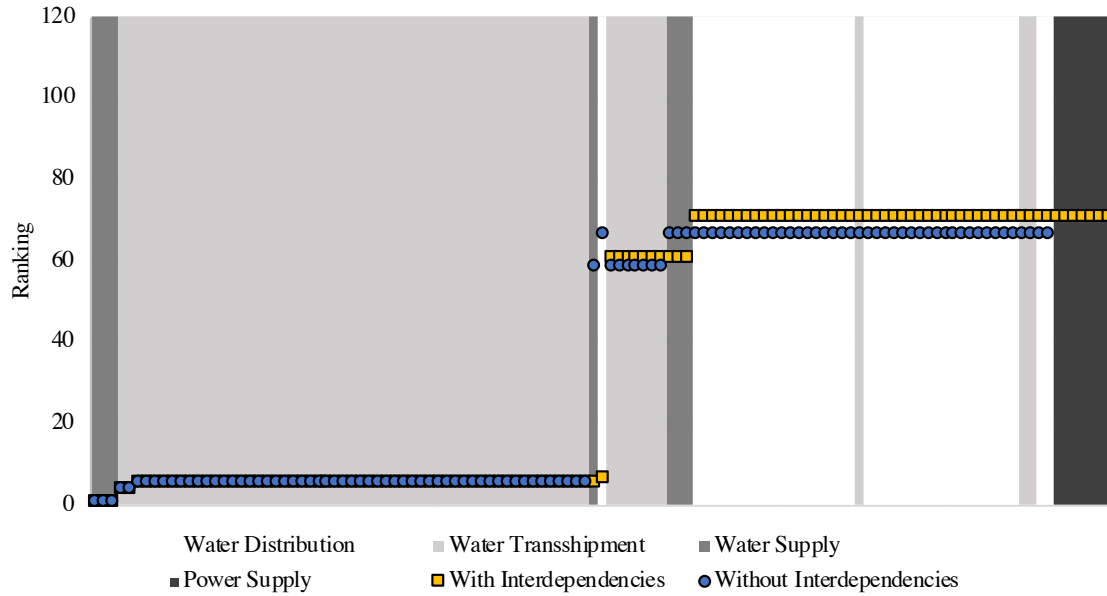 120
100
80
60
40
20
0
Ranking
Water Distribution Water Transshipment Water Supply
Power Supply With Interdependencies Without Interdependencies